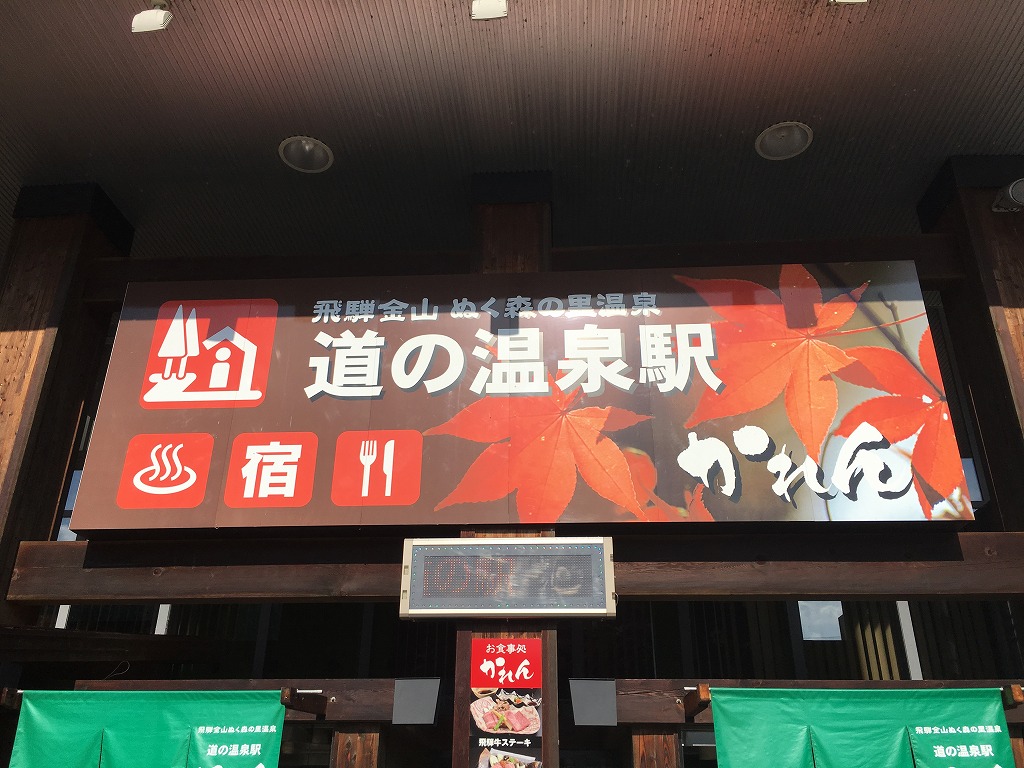 飛騨金山 ぬく森の里温泉
道の温泉駅
かれん
宿
お食事処
かれん
飛騨牛ステーキ
飛騨金山ぬく森の里温泉
道の温泉駅
飛騨金山ぬく森の里温泉
道の温泉駅